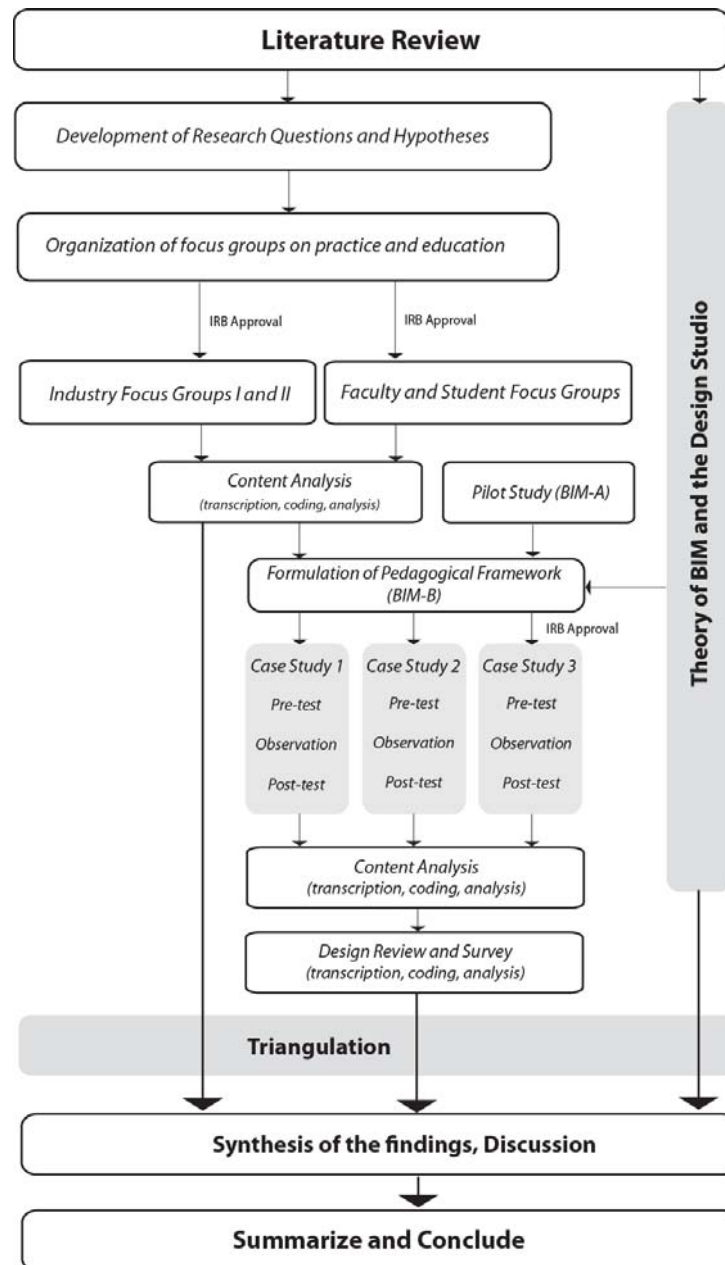 Literature Review
Development of Research Questions and Hypotheses
Organization of focus groups on practice and education
IRB Approval
IRB Approval
Industry Focus Groups I and II
Faculty and Student Focus Groups
Content Analysis
(transcription, coding, analysis)
Pilot Study (BIM-A)
Formulation of Pedagogical Framework
(BIM-B)
IRB Approval
Case Study 1
Pre-test
Observation
Post-test
Case Study 2
Pre-test
Observation
Post-test
Case Study 3
Pre-test
Observation
Post-test
Content Analysis
(transcription, coding, analysis)
Design Review and Survey
(transcription, coding, analysis)
Theory of BIM and the Design Studio
Triangulation
Synthesis of the findings, Discussion
Summarize and Conclude